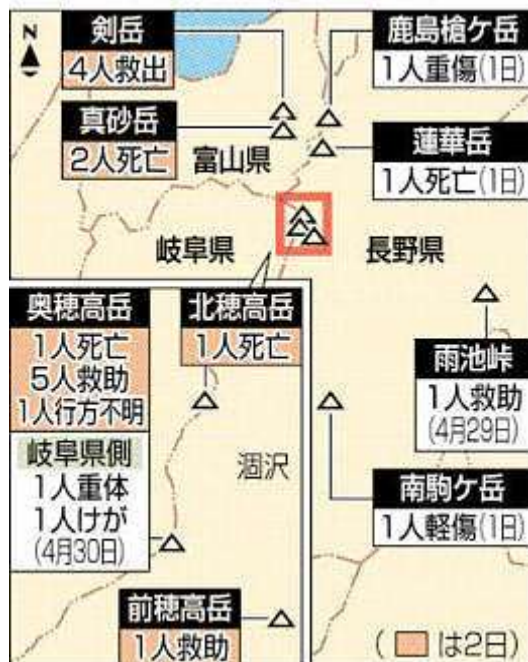 N
剣岳
4人救出
真砂岳
2人死亡
富山県
鹿島槍ケ岳
1人重傷(1日)
蓮華岳
1人死亡(1日)
岐阜県
長野県
奥穂高岳
1人死亡
5人救助
1人行方不明
岐阜県側
1人重体
1人けが
(4月30日)
北穂高岳
1人死亡
涸沢
前穂高岳
1人救助
雨池峠
1人救助
(4月29日)
南駒ケ岳
1人軽傷(1日)
( は2日)